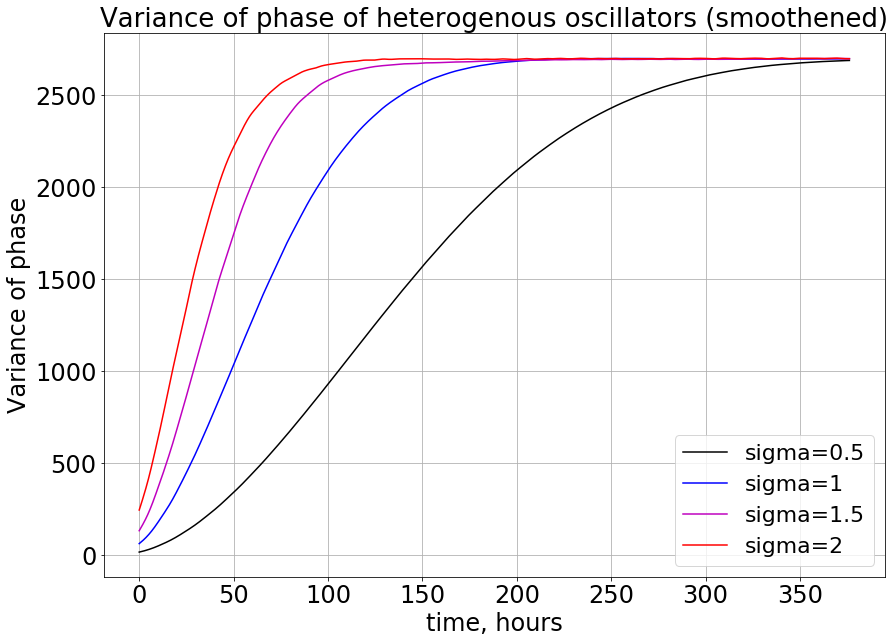 Variance of phase of heterogenous oscillators (smoothened)
Variance of phase
2500
2000
1500
1000
500
0
0 50 100 150 200 250 300 350
time, hours
sigma=0.5
sigma=1
sigma=1.5
sigma=2